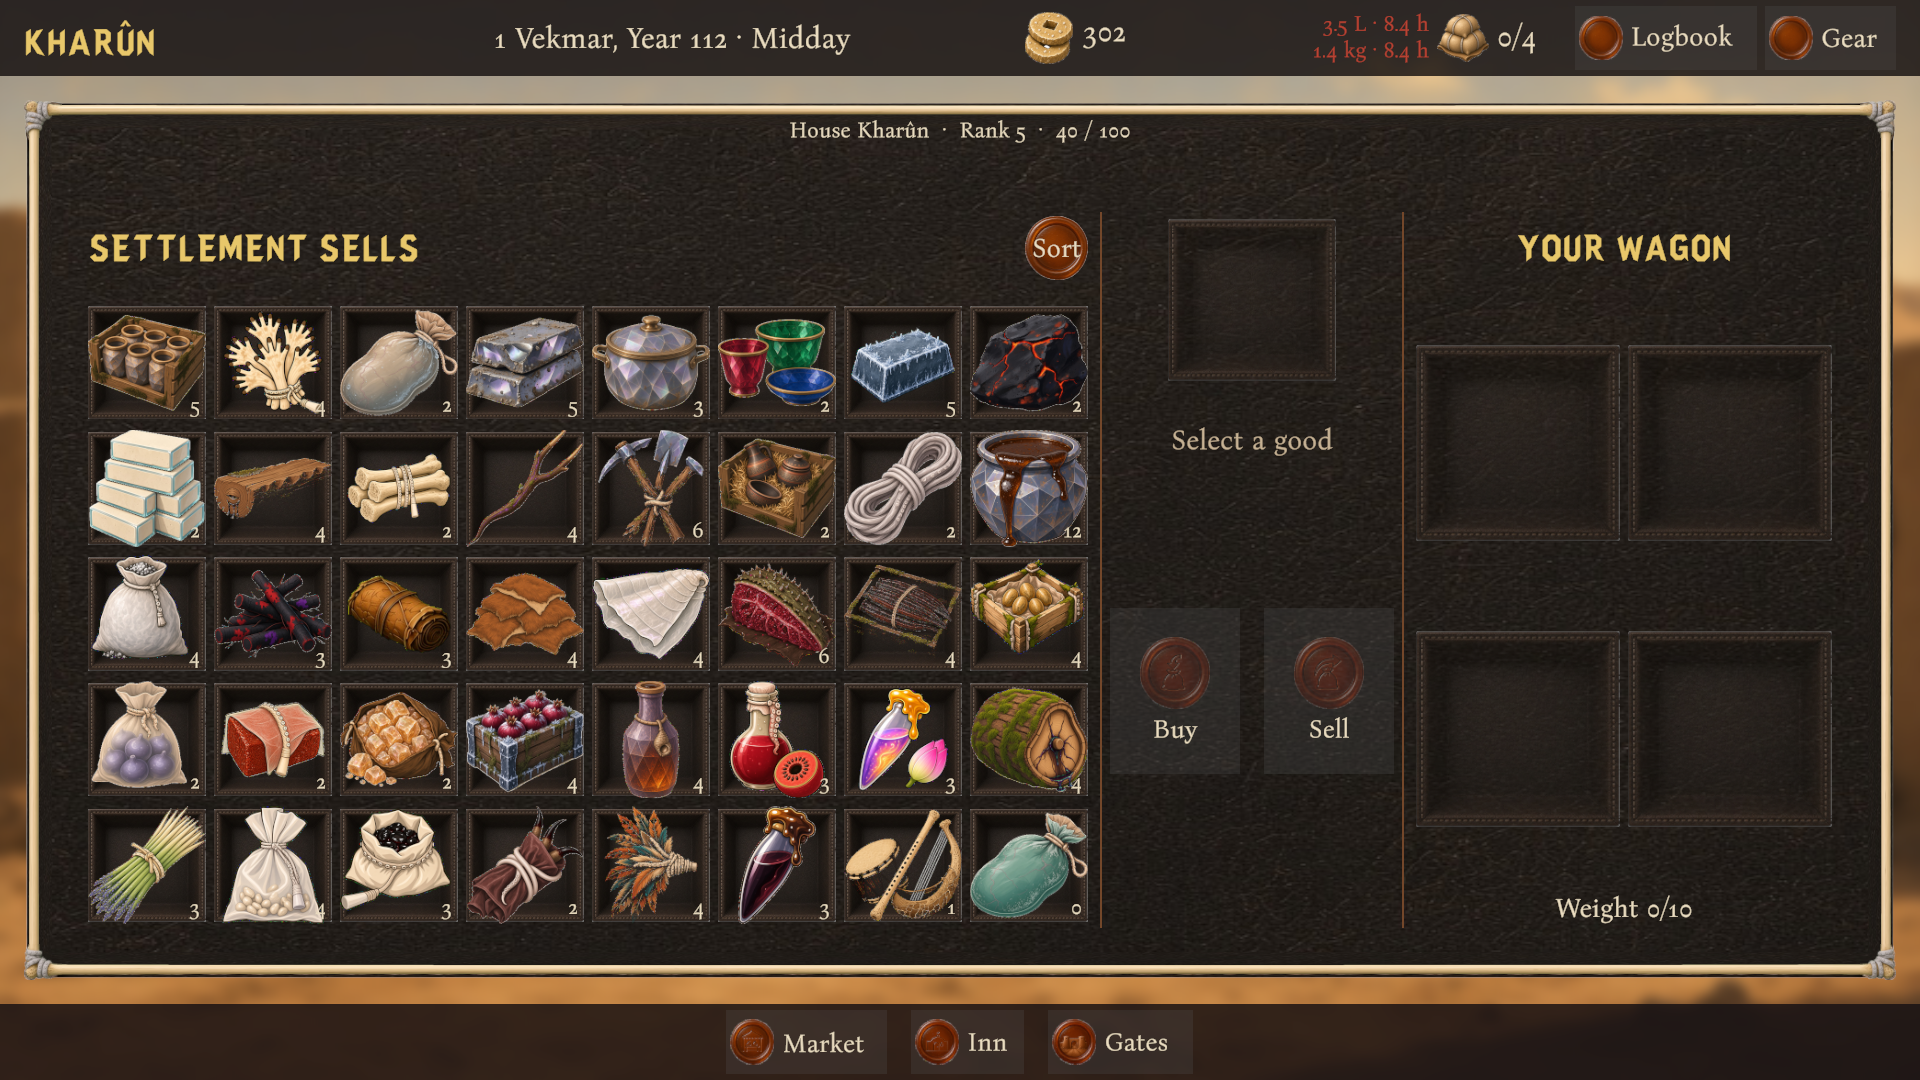 KHARÛN
1 Vekmar, Year 112 · Midday
302
3.5 L · 8.4 h
1.4 kg · 8.4 h
0/4
Logbook
Gear
House Kharûn · Rank 5 · 40 / 100
SETTLEMENT SELLS
Sort
YOUR WAGON
5 4 2 5 3 2 5 2
Select a good
2 4 2 4 6 2 2 12
4 3 3 4 4 6 4 4
2 2 2 4 4 3 3 4
Buy
Sell
3 4 3 2 4 3 1 0
Weight 0/10
Market
Inn
Gates